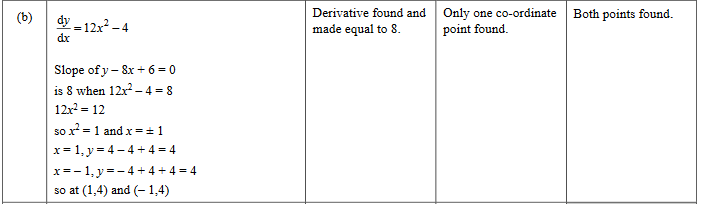 (b)
dy/dx = 12x² – 4
Slope of y – 8x + 6 = 0
is 8 when 12x² – 4 = 8
12x² = 12
so x² = 1 and x = ± 1
x = 1, y = 4 – 4 + 4 = 4
x = – 1, y = – 4 + 4 + 4 = 4
so at (1,4) and (– 1,4)
Derivative found and
made equal to 8.
Only one co-ordinate
point found.
Both points found.